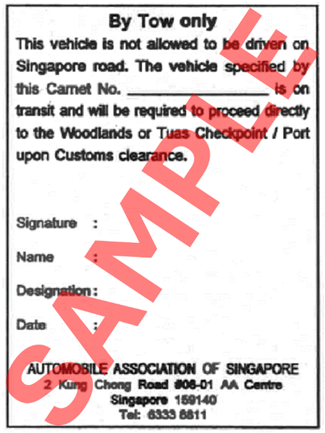 By Tow only
This vehicle is not allowed to be driven on
Singapore road. The vehicle specified by
this Carnet No. ____________________ is on
transit and will be required to proceed directly
to the Woodlands or Tuas Checkpoint / Port
upon Customs clearance.
Signature :
Name :
Designation :
Date :
AUTOMOBILE ASSOCIATION OF SINGAPORE
2 Kung Chong Road #06-01 AA Centre
Singapore 159140
Tel: 6333 8811
SAMPLE